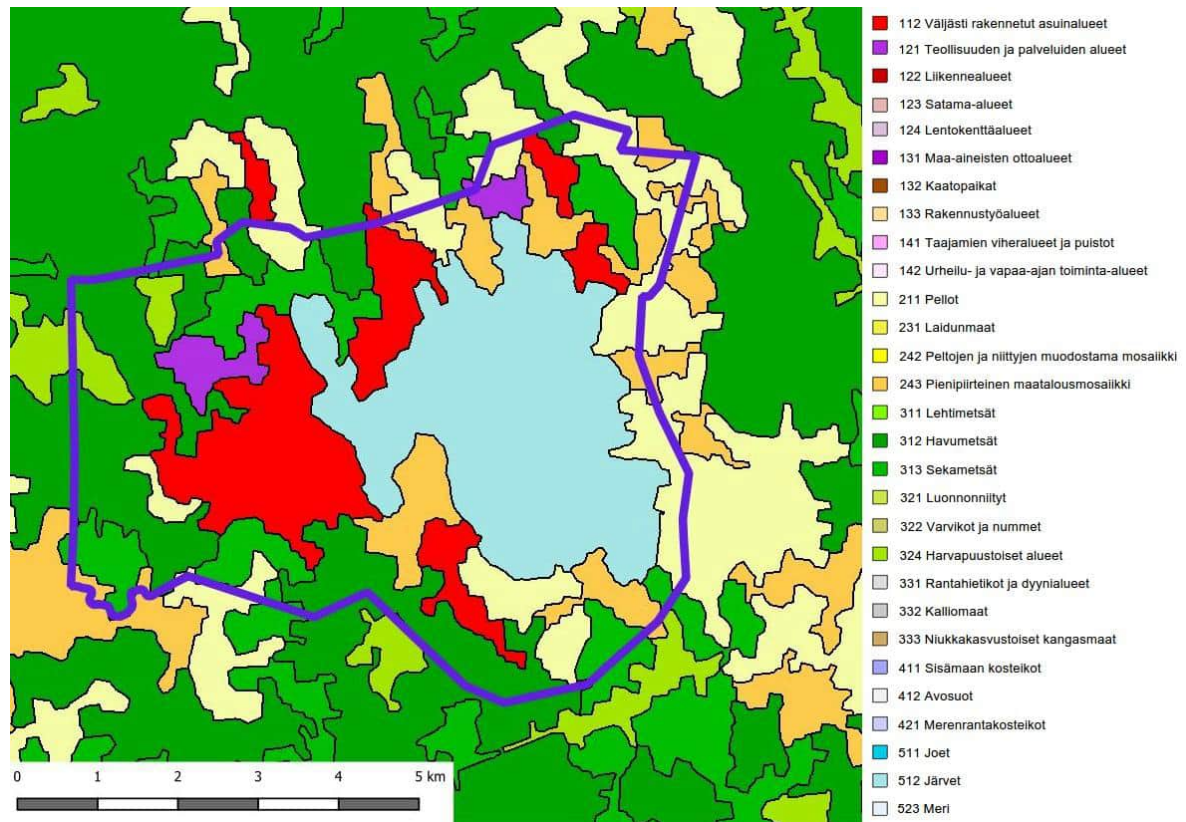 112 Väljästi rakennetut asuinalueet
121 Teollisuuden ja palveluiden alueet
122 Liikennealueet
123 Satama-alueet
124 Lentokenttäalueet
131 Maa-aineisten ottoalueet
132 Kaatopaikat
133 Rakennustyöalueet
141 Taajamien viheralueet ja puistot
142 Urheilu- ja vapaa-ajan toiminta-alueet
211 Pellot
231 Laidunmaat
242 Peltojen ja niittyjen muodostama mosaiikki
243 Pienipiirteinen maatalousmosaiikki
311 Lehtimetsät
312 Havumetsät
313 Sekametsät
321 Luonnonniityt
322 Varvikot ja nummet
324 Harvapuustoiset alueet
331 Rantahietikot ja dyynialueet
332 Kalliomaat
333 Niukkakasvustoiset kangasmaat
411 Sisämaan kosteikot
412 Avosuot
421 Merenrantakosteikot
511 Joet
512 Järvet
523 Meri
0 1 2 3 4 5 km